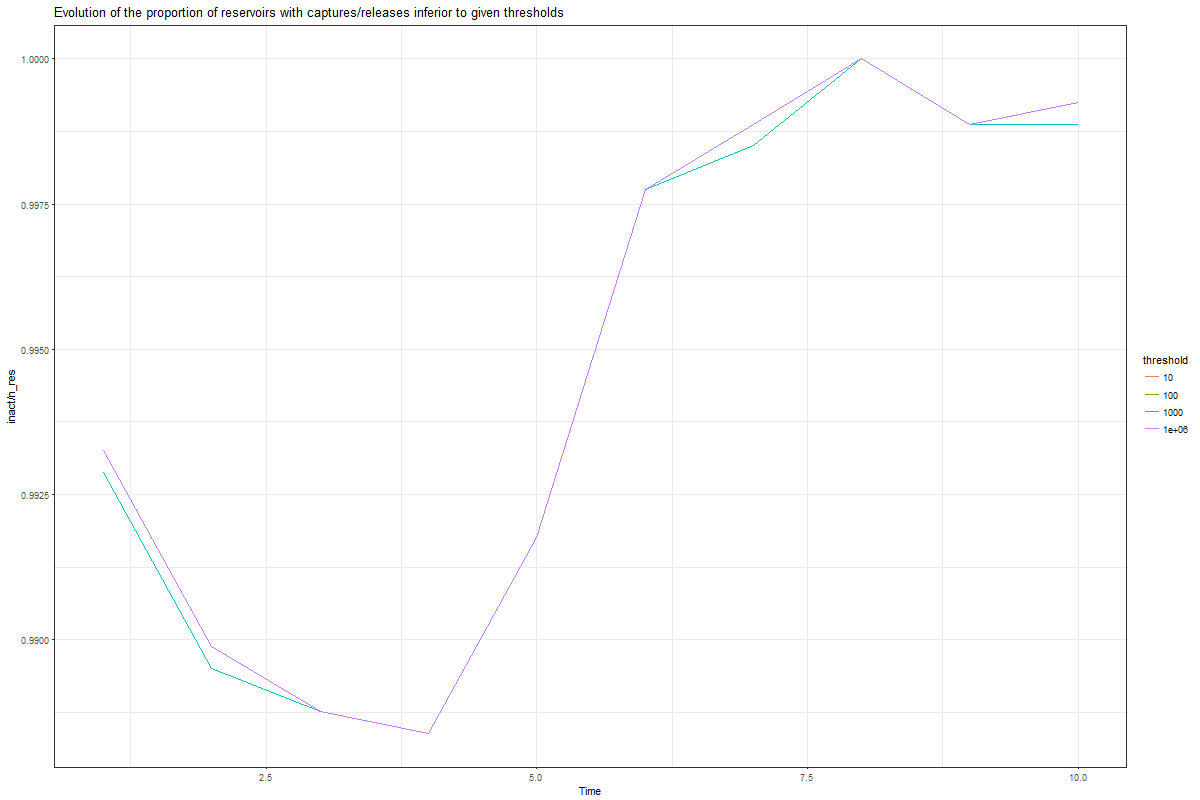 Evolution of the proportion of reservoirs with captures/releases inferior to given thresholds
1.0000
0.9975
0.9950
0.9925
0.9900
inact/n_res
2.5
5.0
7.5
10.0
Time
threshold
10
100
1000
1e+06